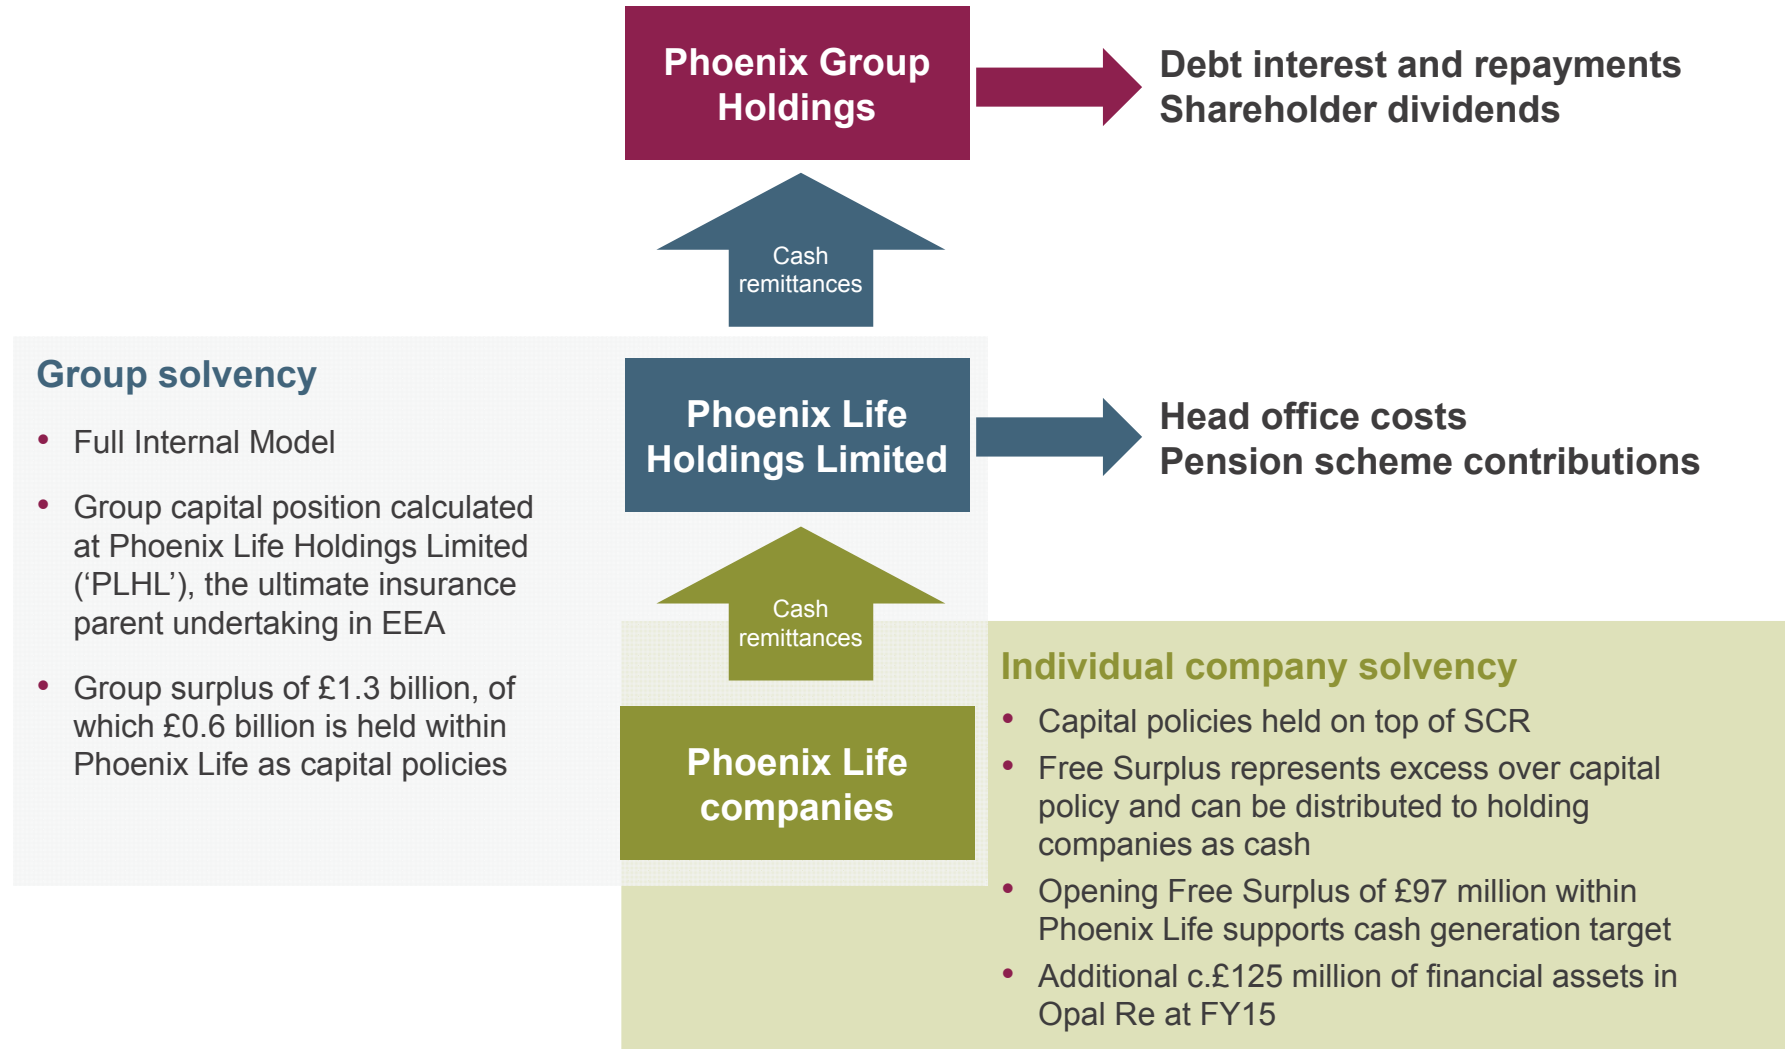 Phoenix Group
Holdings
Debt interest and repayments
Shareholder dividends
Cash
remittances
Group solvency
• Full Internal Model
• Group capital position calculated
at Phoenix Life Holdings Limited
(‘PLHL’), the ultimate insurance
parent undertaking in EEA
• Group surplus of £1.3 billion, of
which £0.6 billion is held within
Phoenix Life as capital policies
Phoenix Life
Holdings Limited
Head office costs
Pension scheme contributions
Cash
remittances
Phoenix Life
companies
Individual company solvency
• Capital policies held on top of SCR
• Free Surplus represents excess over capital
policy and can be distributed to holding
companies as cash
• Opening Free Surplus of £97 million within
Phoenix Life supports cash generation target
• Additional c.£125 million of financial assets in
Opal Re at FY15